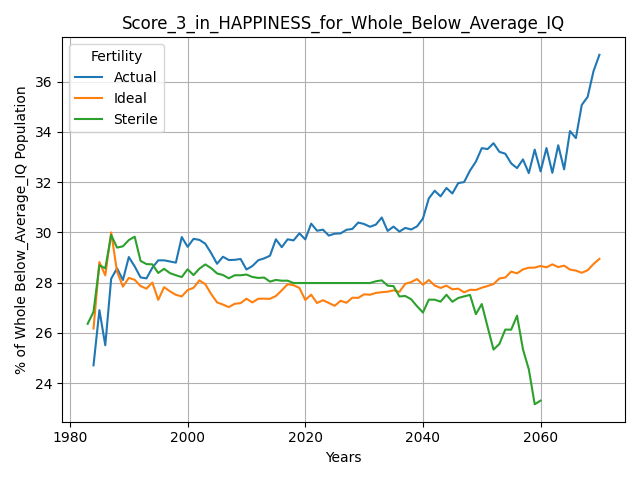 Score_3_in_HAPPINESS_for_Whole_Below_Average_IQ
Fertility
Actual
Ideal
Sterile
% of Whole Below_Average_IQ Population
36
34
32
30
28
26
24
1980
2000
2020
2040
2060
Years